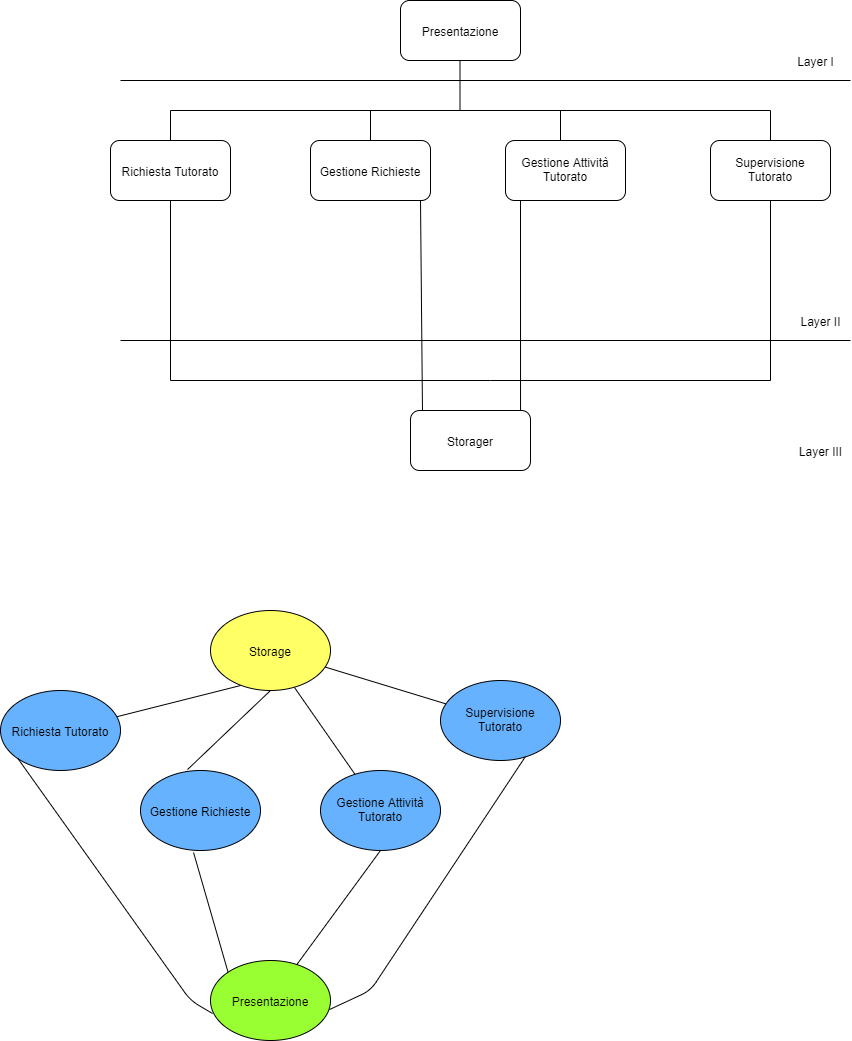 Presentazione
Layer I
Richiesta Tutorato
Gestione Richieste
Gestione Attività
Tutorato
Supervisione
Tutorato
Layer II
Storager
Layer III
Storage
Richiesta Tutorato
Supervisione
Tutorato
Gestione Richieste
Gestione Attività
Tutorato
Presentazione